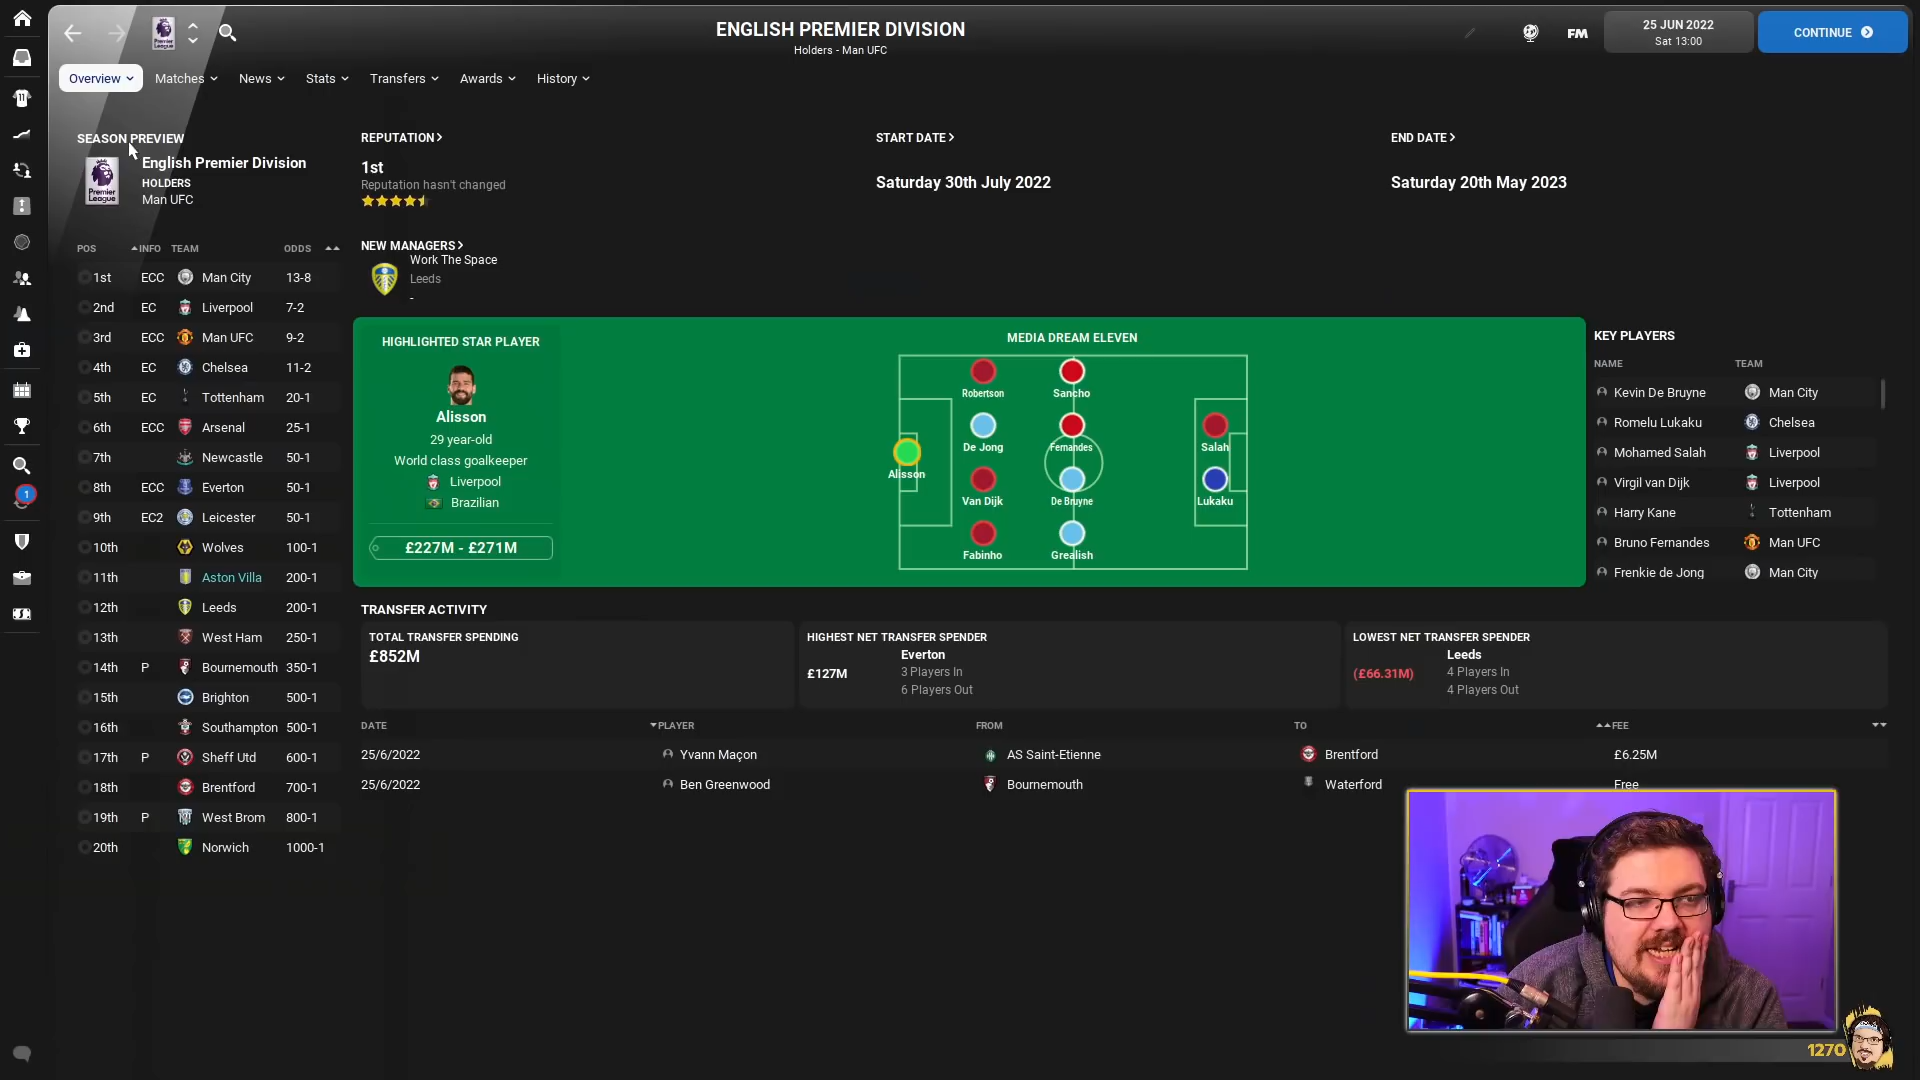 ENGLISH PREMIER DIVISION
Holders - Man UFC
FM
25 JUN 2022
Sat 13:00
CONTINUE
Overview Matches News Stats Transfers Awards History
SEASON PREVIEW
English Premier Division
HOLDERS
Man UFC
Premier League
REPUTATION
1st
Reputation hasn't changed
START DATE
Saturday 30th July 2022
END DATE
Saturday 20th May 2023
NEW MANAGERS
Work The Space
Leeds
-
POS INFO TEAM ODDS
1st ECC Man City 13-8
2nd EC Liverpool 7-2
3rd ECC Man UFC 9-2
4th EC Chelsea 11-2
5th EC Tottenham 20-1
6th ECC Arsenal 25-1
7th Newcastle 50-1
8th ECC Everton 50-1
9th EC2 Leicester 50-1
10th Wolves 100-1
11th Aston Villa 200-1
12th Leeds 200-1
13th West Ham 250-1
14th P Bournemouth 350-1
15th Brighton 500-1
16th Southampton 500-1
17th P Sheff Utd 600-1
18th Brentford 700-1
19th P West Brom 800-1
20th Norwich 1000-1
HIGHLIGHTED STAR PLAYER
Alisson
29 year-old
World class goalkeeper
Liverpool
Brazilian
£227M - £271M
MEDIA DREAM ELEVEN
Robertson Sancho
De Jong Fernandes Salah
Alisson
Van Dijk De Bruyne Lukaku
Fabinho Grealish
KEY PLAYERS
NAME TEAM
Kevin De Bruyne Man City
Romelu Lukaku Chelsea
Mohamed Salah Liverpool
Virgil van Dijk Liverpool
Harry Kane Tottenham
Bruno Fernandes Man UFC
Frenkie de Jong Man City
TRANSFER ACTIVITY
TOTAL TRANSFER SPENDING
£852M
HIGHEST NET TRANSFER SPENDER
£127M
Everton
3 Players In
6 Players Out
LOWEST NET TRANSFER SPENDER
(£66.31M)
Leeds
4 Players In
4 Players Out
DATE PLAYER FROM TO FEE
25/6/2022 Yvann Maçon AS Saint-Etienne Brentford £6.25M
25/6/2022 Ben Greenwood Bournemouth Waterford Free
1
11
1270